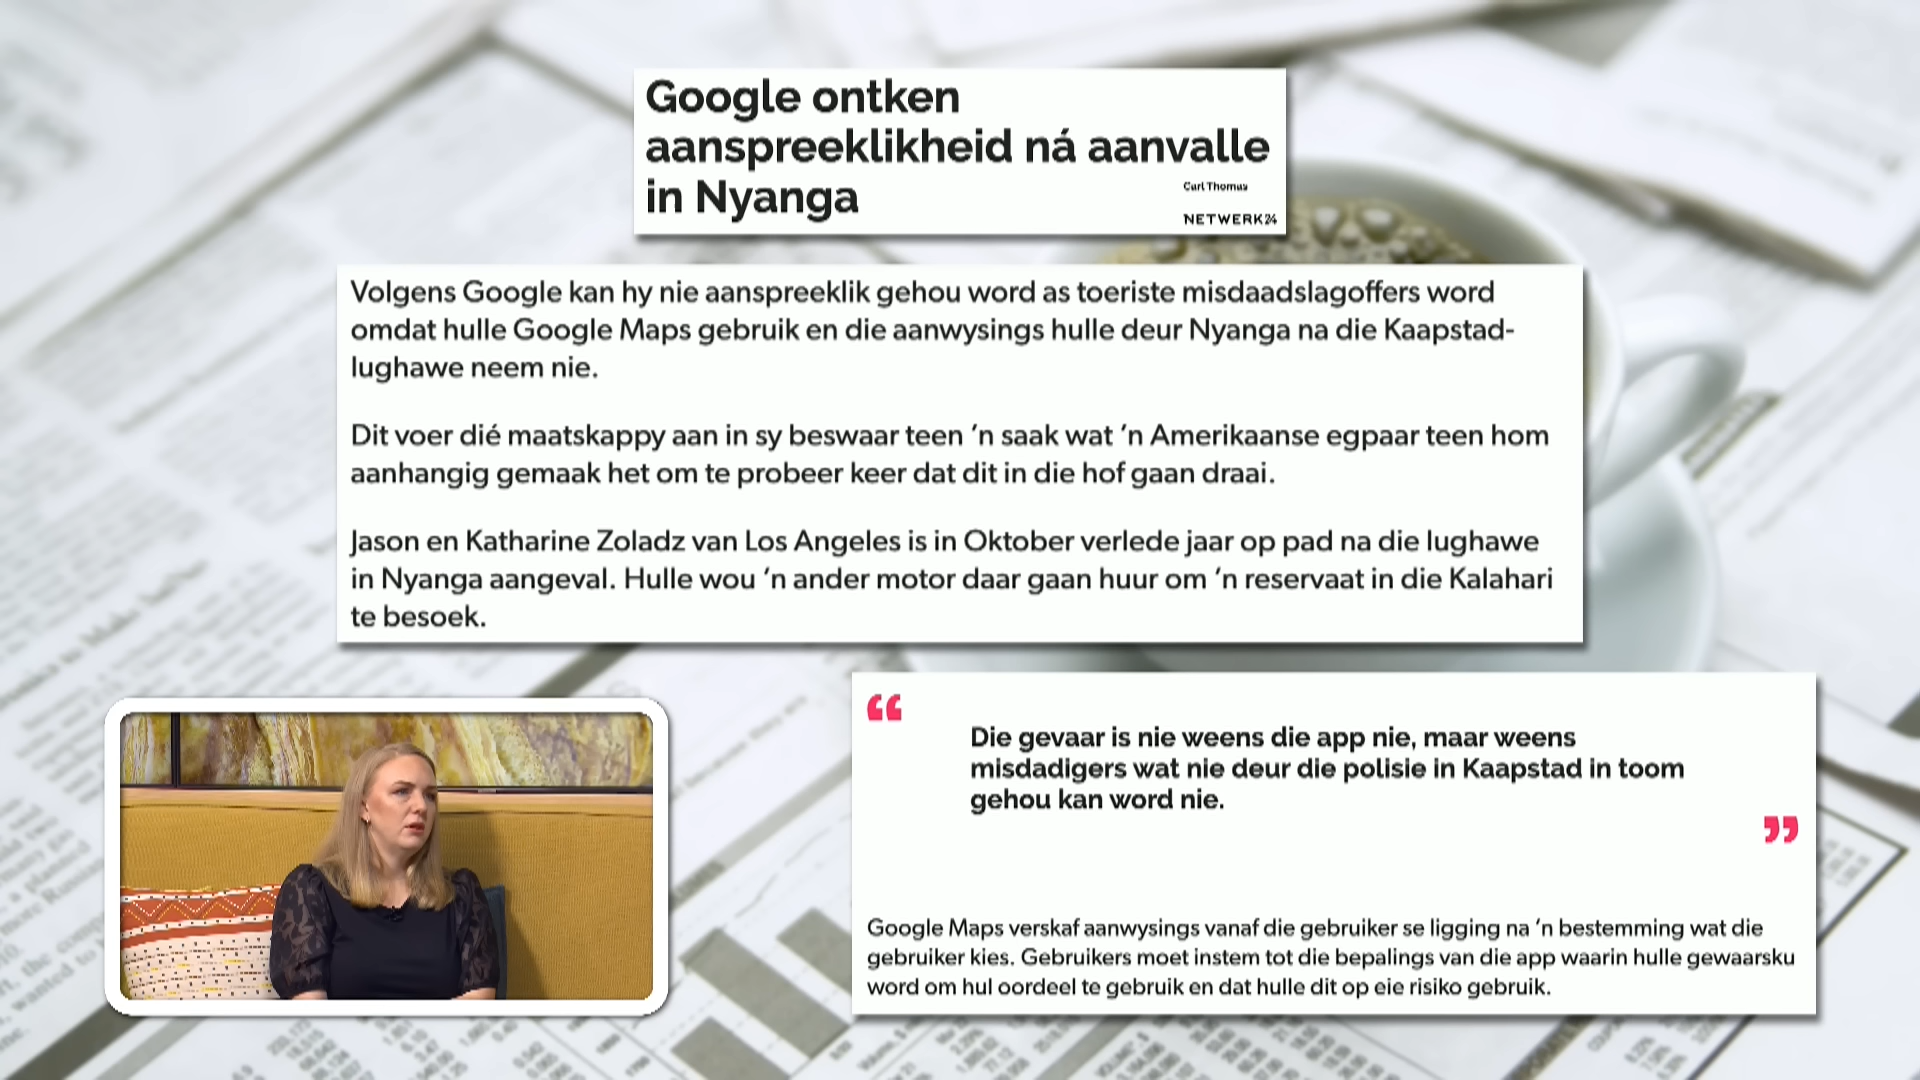 Google ontken
aanspreeklikheid ná aanvalle
in Nyanga
Carl Thomas
NETWERK24
Volgens Google kan hy nie aanspreeklik gehou word as toeriste misdaadslagoffers word
omdat hulle Google Maps gebruik en die aanwysings hulle deur Nyanga na die Kaapstad-
lughawe neem nie.
Dit voer dié maatskappy aan in sy beswaar teen ’n saak wat ’n Amerikaanse egpaar teen hom
aanhangig gemaak het om te probeer keer dat dit in die hof gaan draai.
Jason en Katharine Zoladz van Los Angeles is in Oktober verlede jaar op pad na die lughawe
in Nyanga aangeval. Hulle wou ’n ander motor daar gaan huur om ’n reservaat in die Kalahari
te besoek.
“
Die gevaar is nie weens die app nie, maar weens
misdadigers wat nie deur die polisie in Kaapstad in toom
gehou kan word nie.
”
Google Maps verskaf aanwysings vanaf die gebruiker se ligging na ’n bestemming wat die
gebruiker kies. Gebruikers moet instem tot die bepalings van die app waarin hulle gewaarsku
word om hul oordeel te gebruik en dat hulle dit op eie risiko gebruik.